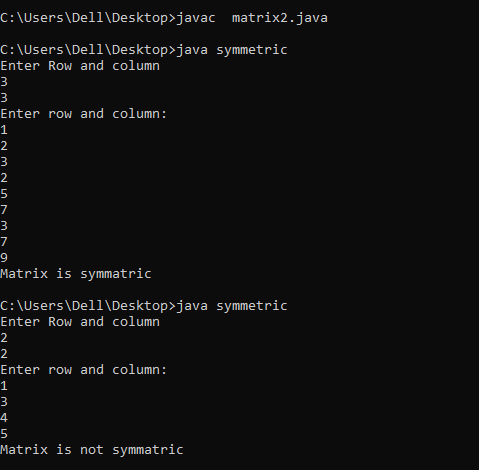 C:\Users\Dell\Desktop>javac  matrix2.java
C:\Users\Dell\Desktop>java symmetric
Enter Row and column
3
3
Enter row and column:
1
2
3
2
5
7
3
7
9
Matrix is symmatric
C:\Users\Dell\Desktop>java symmetric
Enter Row and column
2
2
Enter row and column:
1
3
4
5
Matrix is not symmatric